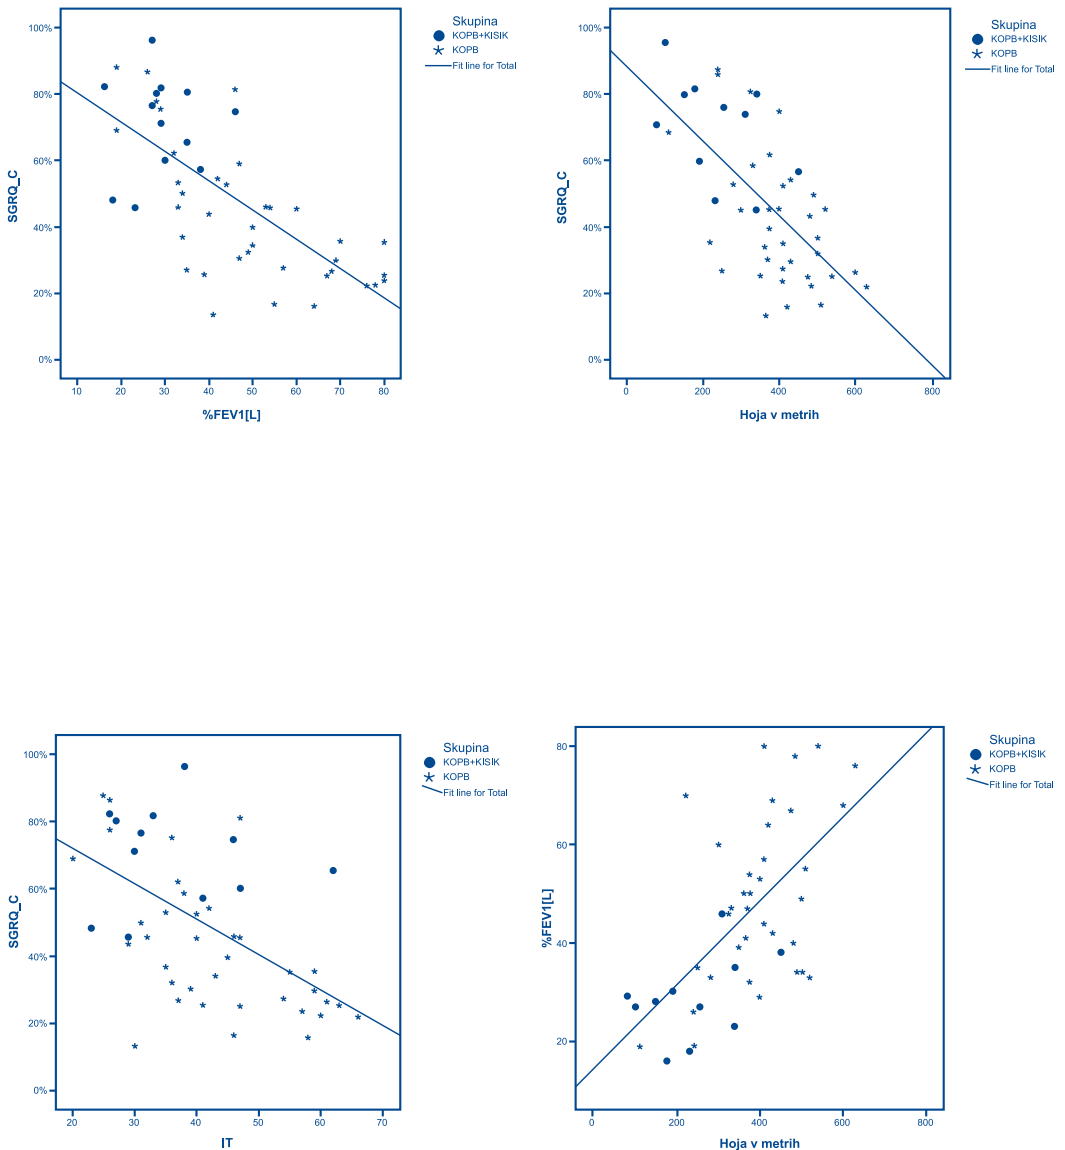 Skupina
KOPB+KISIK
KOPB
Fit line for Total
100%
80%
60%
40%
20%
0%
SGRQ_C
10 20 30 40 50 60 70 80
%FEV1[L]
Skupina
KOPB+KISIK
KOPB
Fit line for Total
100%
80%
60%
40%
20%
0%
SGRQ_C
0 200 400 600 800
Hoja v metrih
Skupina
KOPB+KISIK
KOPB
Fit line for Total
100%
80%
60%
40%
20%
0%
SGRQ_C
20 30 40 50 60 70
IT
Skupina
KOPB+KISIK
KOPB
Fit line for Total
80
60
40
20
%FEV1[L]
0 200 400 600 800
Hoja v metrih